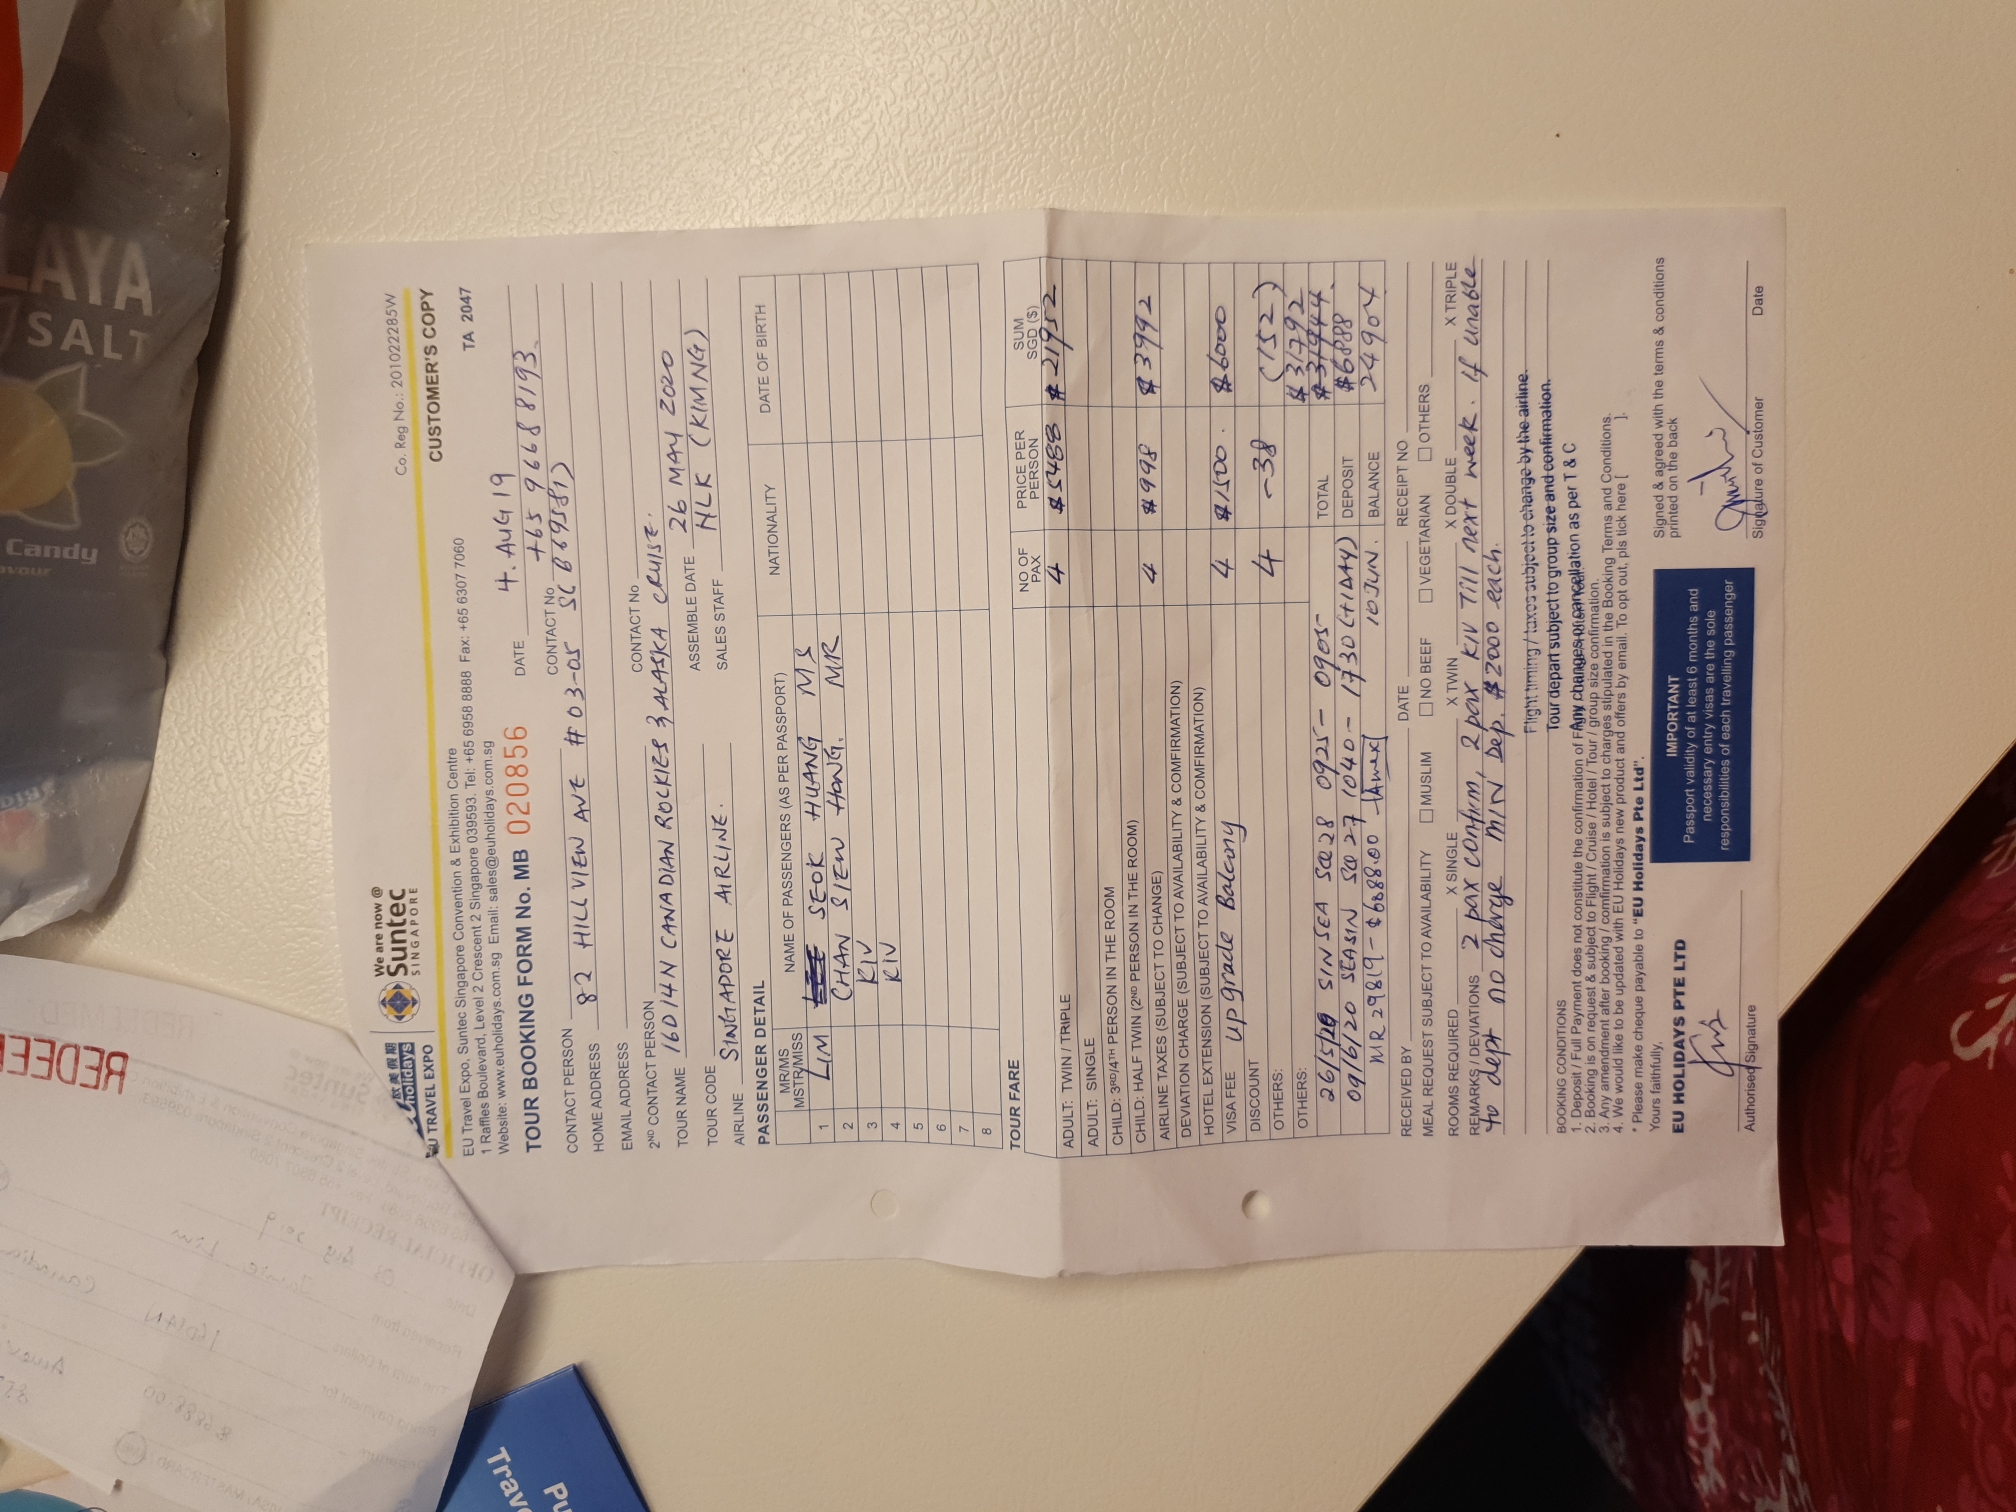 LAYA
SALT
Candy
We are now @
Suntec
SINGAPORE
Co. Reg No.: 201022285W
欧美假期
Holidays
EU TRAVEL EXPO
CUSTOMER'S COPY
EU Travel Expo, Suntec Singapore Convention & Exhibition Centre
1 Raffles Boulevard, Level 2 Crescent 2 Singapore 039593. Tel: +65 6958 8888 Fax: +65 6307 7060
Website: www.euholidays.com.sg Email: sales@euholidays.com.sg
TA 2047
TOUR BOOKING FORM No. MB 020856
DATE 4. AUG 19
CONTACT PERSON
CONTACT No +65 96688193
HOME ADDRESS 82 HILLVIEW AVE #03-05 S(669581)
EMAIL ADDRESS
2ND CONTACT PERSON
CONTACT No
TOUR NAME 16D14N CANADIAN ROCKIES & ALASKA CRUISE.
TOUR CODE
ASSEMBLE DATE 26 MAY 2020
AIRLINE SINGAPORE AIRLINE.
SALES STAFF NLK (KIMNG)
PASSENGER DETAIL
MR/MS MSTR/MISS
NAME OF PASSENGERS (AS PER PASSPORT)
NATIONALITY
DATE OF BIRTH
1 LIM SEOK HUANG MS
2 CHAN SIEW HONG. MR
3 KIV
4 KIV
5
6
7
8
TOUR FARE
NO OF PAX
PRICE PER PERSON
SUM SGD ($)
ADULT: TWIN / TRIPLE 4 $5488 $21952
ADULT: SINGLE
CHILD: 3RD/4TH PERSON IN THE ROOM
CHILD: HALF TWIN (2ND PERSON IN THE ROOM)
AIRLINE TAXES (SUBJECT TO CHANGE) 4 $998 $3992
DEVIATION CHARGE (SUBJECT TO AVAILABILITY & COMFIRMATION)
HOTEL EXTENSION (SUBJECT TO AVAILABILITY & CONFIRMATION)
VISA FEE upgrade Balcony 4 $1500. $6000
DISCOUNT 4 -38 (152)
OTHERS: $31792
OTHERS:
26/5/20 SINSEA SQ28 0925-0905 TOTAL $31944
09/6/20 SEASIN SQ27 1040-1730(+1DAY) DEPOSIT $6888
MR 29819-$6888.00 Amex 10 JUN. BALANCE 24904
RECEIVED BY
DATE
RECEIPT NO
MEAL REQUEST SUBJECT TO AVAILABILITY □ MUSLIM □ NO BEEF □ VEGETARIAN □ OTHERS
ROOMS REQUIRED X SINGLE X TWIN X DOUBLE X TRIPLE
REMARKS / DEVIATIONS 2 pax confirm, 2 pax KIV Till next week. if unable
to dept no charge MIN Dep. $2000 each.
Flight timing / taxes subject to change by the airline.
Tour depart subject to group size and confirmation.
Any changes or cancellation as per T & C
BOOKING CONDITIONS
1. Deposit / Full Payment does not constitute the confirmation of
2. Booking is on request & subject to Flight / Cruise / Hotel / Tour / group size confirmation.
3. Any amendment after booking / confirmation is subject to charges stipulated in the Booking Terms and Conditions.
4. We would like to be updated with EU Holidays new product and offers by email. To opt out, pls tick here [ ].
* Please make cheque payable to "EU Holidays Pte Ltd".
Yours faithfully,
EU HOLIDAYS PTE LTD
Authorised Signature
IMPORTANT
Passport validity of at least 6 months and
necessary entry visas are the sole
responsibilities of each travelling passenger
Signed & agreed with the terms & conditions
printed on the back
Signature of Customer
Date
REDEE
OFFICIAL RECEIPT